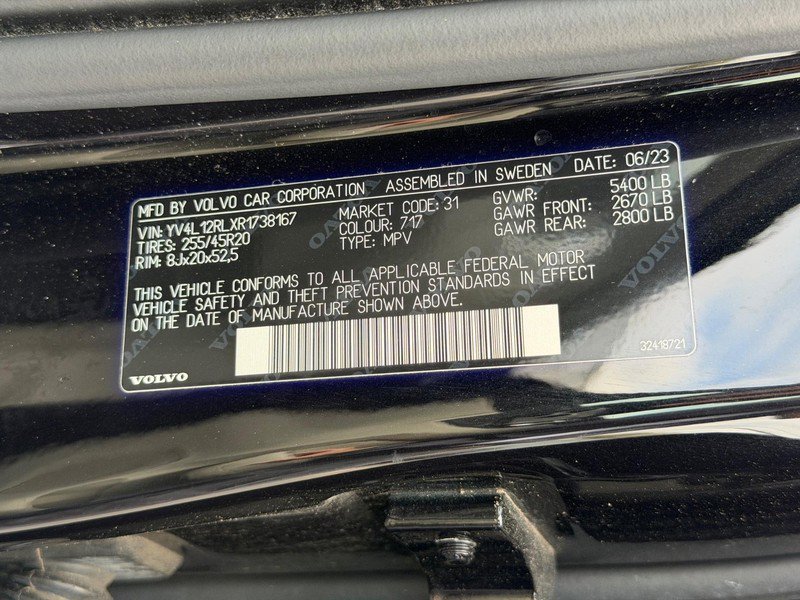 MFD BY VOLVO CAR CORPORATION ASSEMBLED IN SWEDEN DATE: 06/23
VIN: YV4L12RLXR1738167 MARKET CODE: 31 GVWR: 5400 LB
TIRES: 255/45R20 COLOUR: 717 GAWR FRONT: 2670 LB
RIM: 8Jx20x52,5 TYPE: MPV GAWR REAR: 2800 LB
THIS VEHICLE CONFORMS TO ALL APPLICABLE FEDERAL MOTOR
VEHICLE SAFETY AND THEFT PREVENTION STANDARDS IN EFFECT
ON THE DATE OF MANUFACTURE SHOWN ABOVE.
VOLVO 32418721